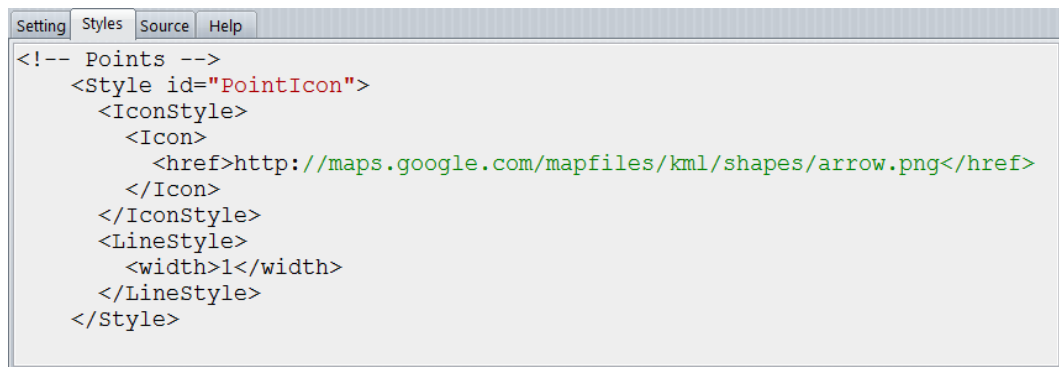 Setting Styles Source Help
<!-- Points -->
<Style id="PointIcon">
<IconStyle>
<Icon>
<href>http://maps.google.com/mapfiles/kml/shapes/arrow.png</href>
</Icon>
</IconStyle>
<LineStyle>
<width>1</width>
</LineStyle>
</Style>